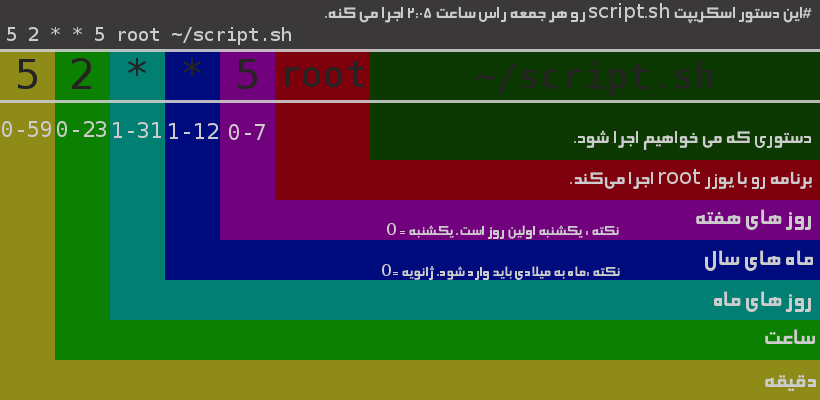 #این دستور اسکریپت script.sh رو هر جمعه راس ساعت ۲:۰۵ اجرا می کنه.
5 2 * * 5 root ~/script.sh
5 2 * * 5 root ~/script.sh
0-59 0-23 1-31 1-12 0-7
دستوری که می خواهیم اجرا شود.
برنامه رو با یوزر root اجرا می‌کند.
روز های هفته
نکته ، یکشنبه اولین روز است. یکشنبه = 0
ماه های سال
نکته ،ماه به میلادی باید وارد شود. ژانویه =0
روز های ماه
ساعت
دقیقه